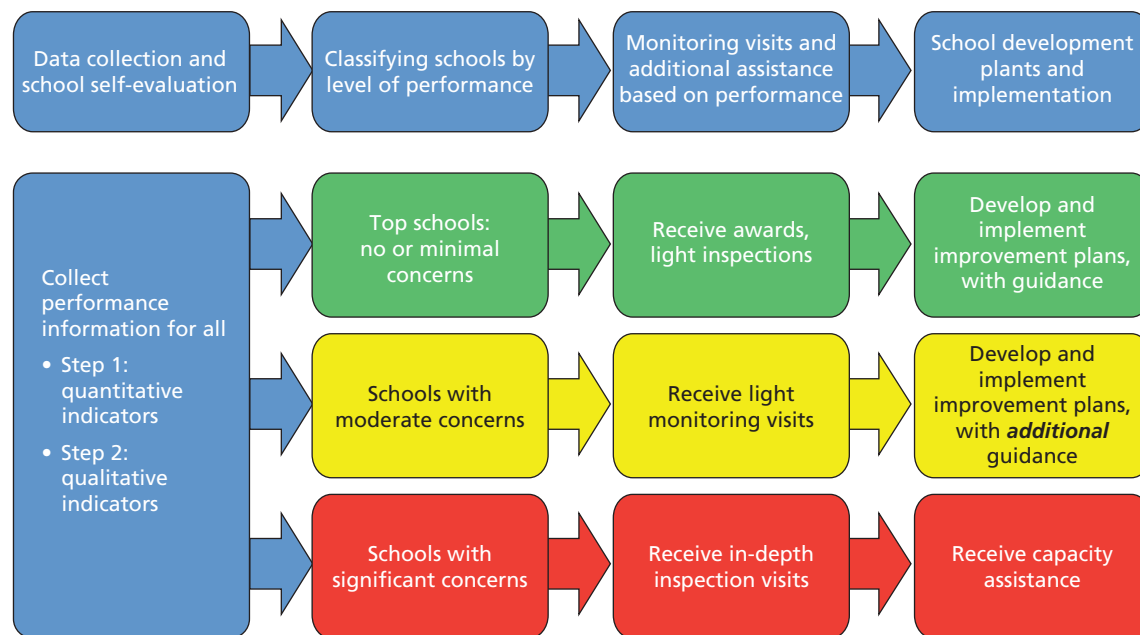 Data collection and
school self-evaluation
Classifying schools by
level of performance
Monitoring visits and
additional assistance
based on performance
School development
plants and
implementation
Collect
performance
information for all
• Step 1:
quantitative
indicators
• Step 2:
qualitative
indicators
Top schools:
no or minimal
concerns
Receive awards,
light inspections
Develop and
implement
improvement plans,
with guidance
Schools with
moderate concerns
Receive light
monitoring visits
Develop and
implement
improvement plans,
with additional
guidance
Schools with
significant concerns
Receive in-depth
inspection visits
Receive capacity
assistance